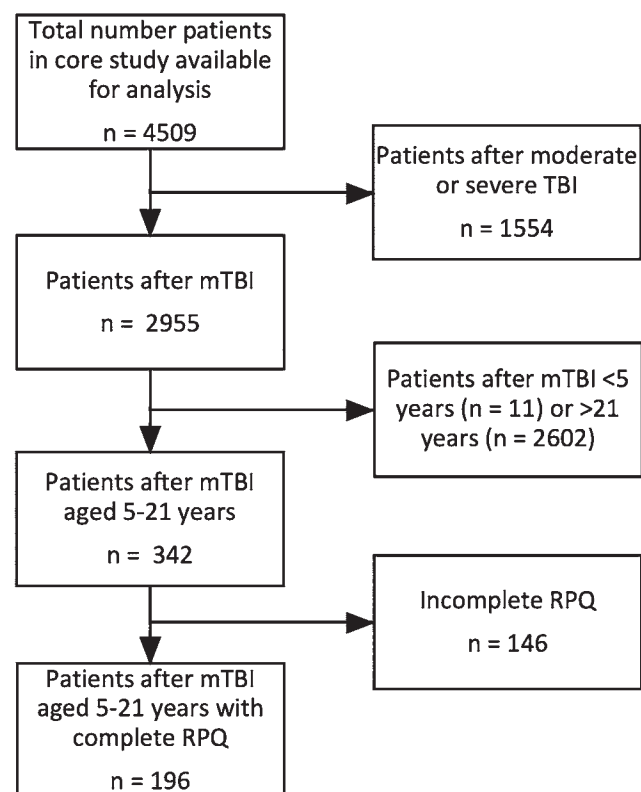 Total number patients
in core study available
for analysis
n = 4509
Patients after moderate
or severe TBI
n = 1554
Patients after mTBI
n = 2955
Patients after mTBI <5
years (n = 11) or >21
years (n = 2602)
Patients after mTBI
aged 5-21 years
n = 342
Incomplete RPQ
n = 146
Patients after mTBI
aged 5-21 years with
complete RPQ
n = 196